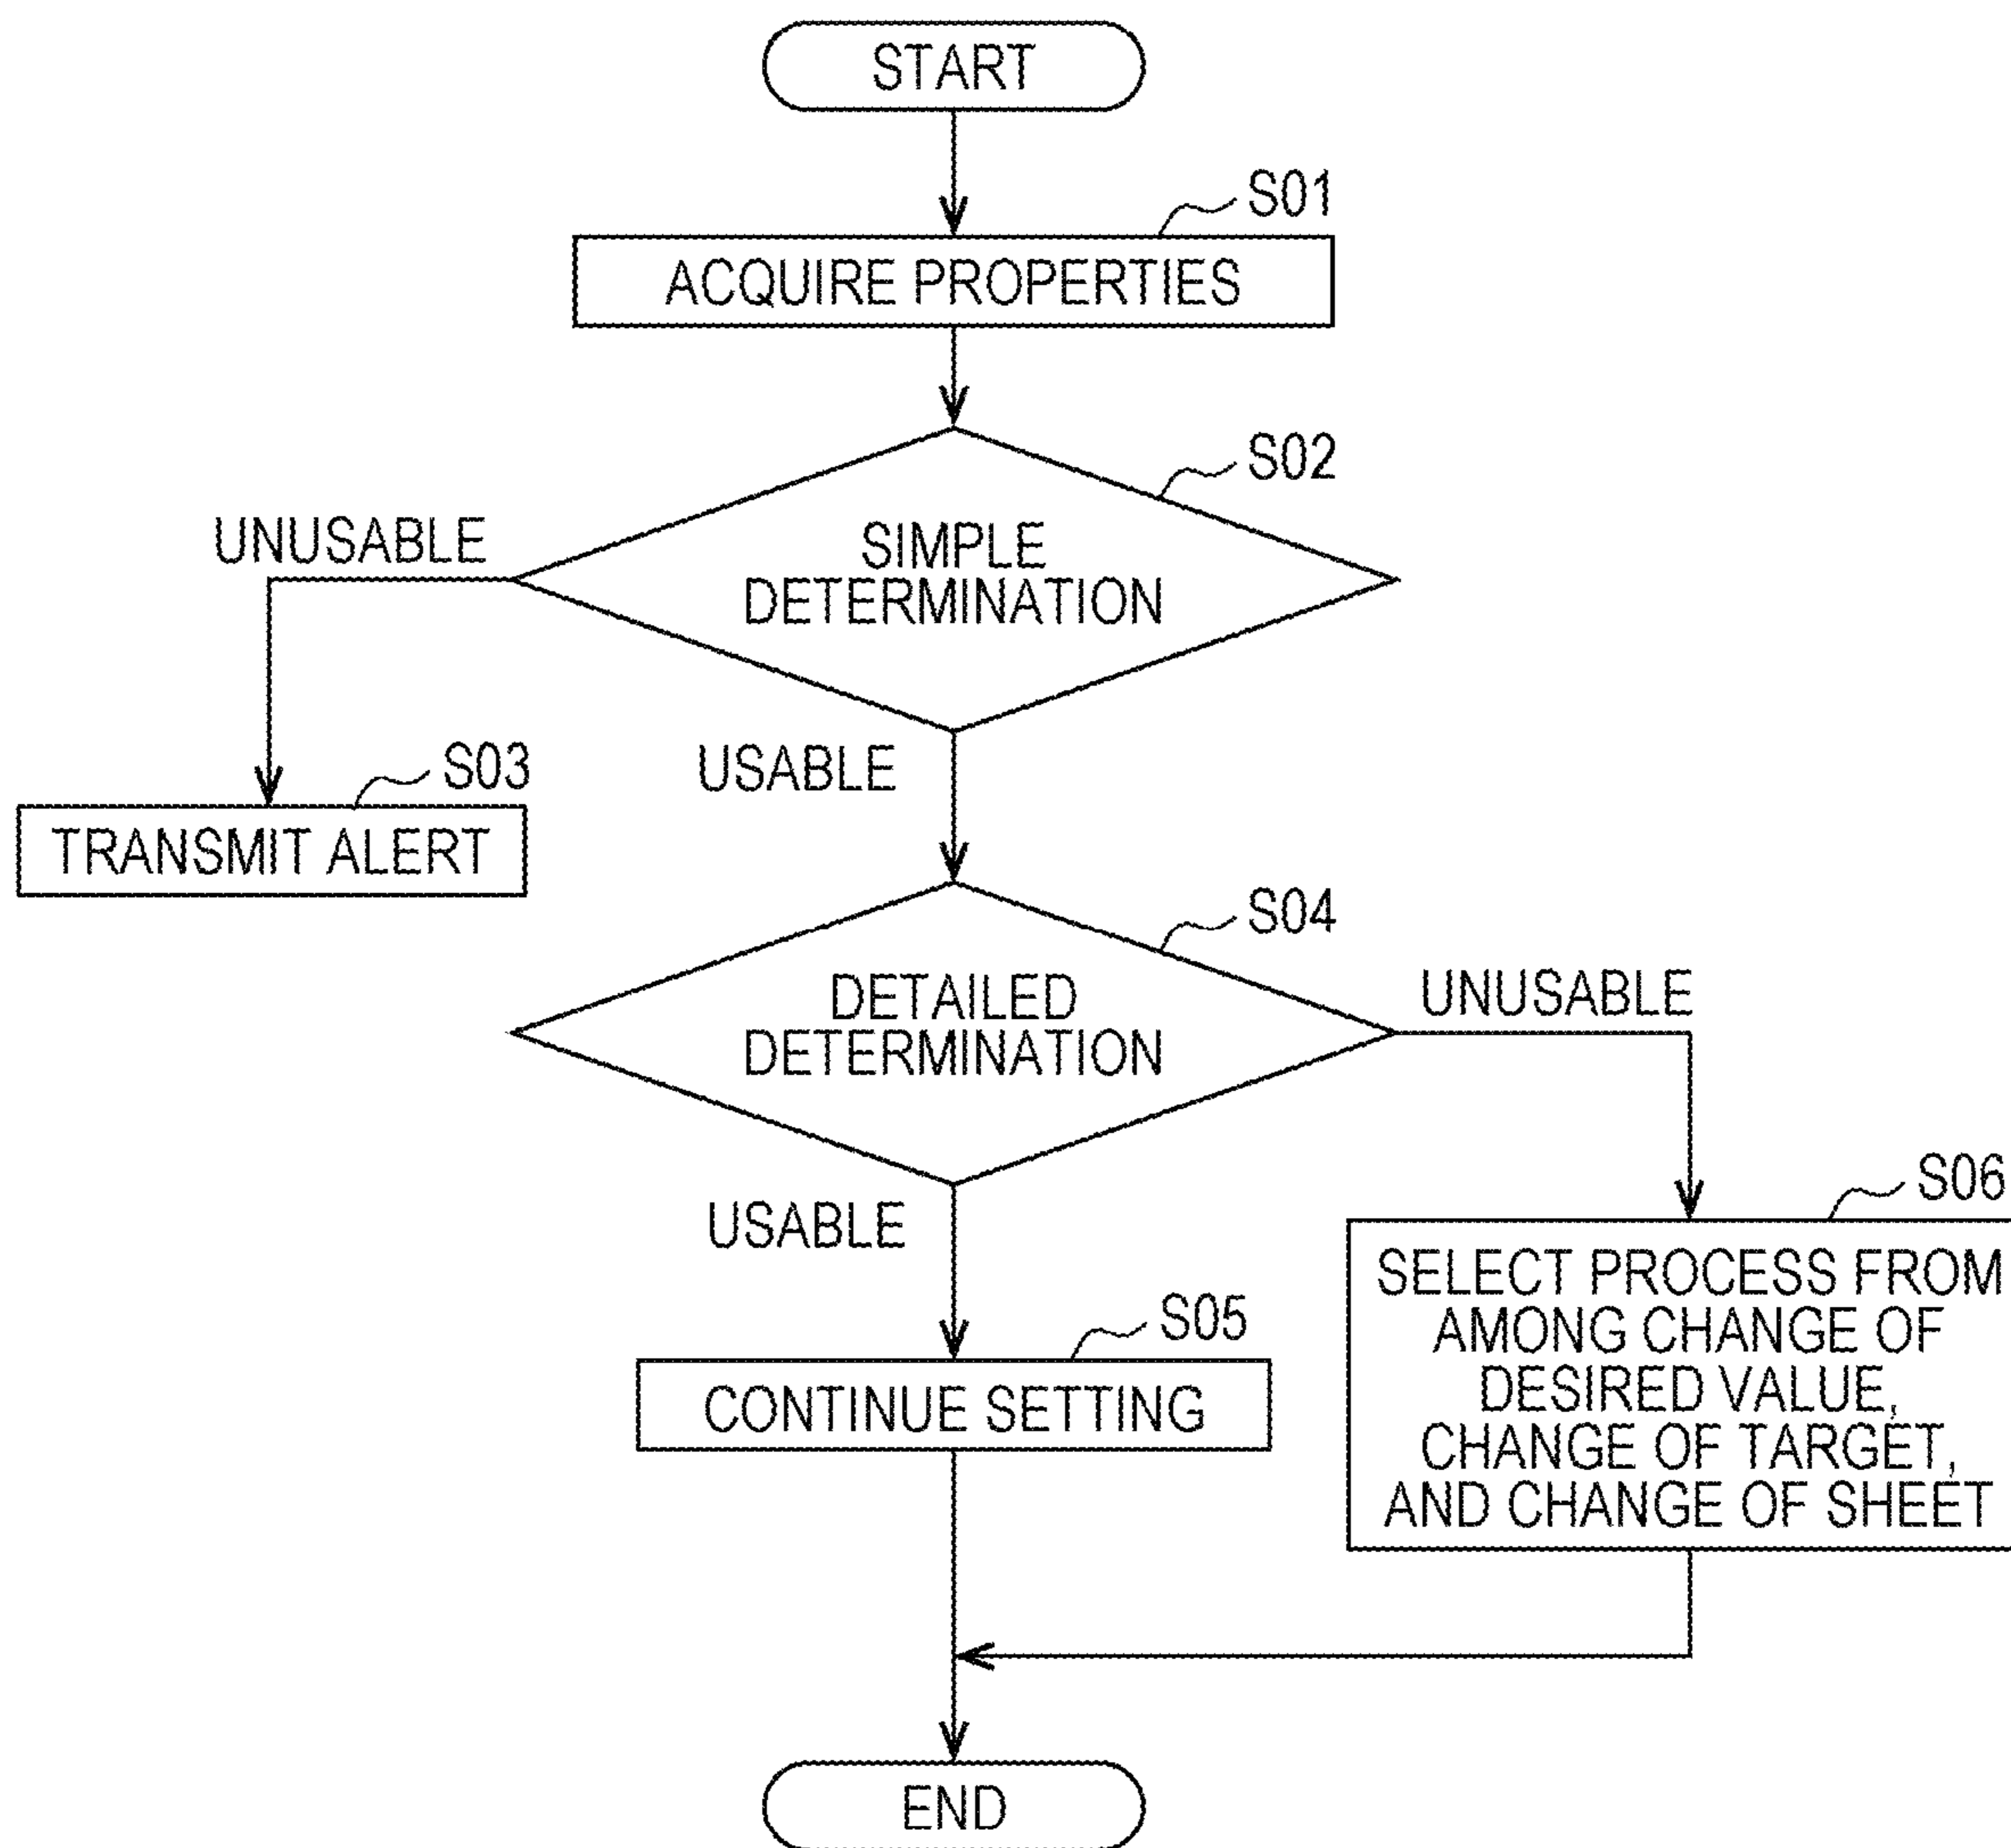 START
S01
ACQUIRE PROPERTIES
S02
UNUSABLE
SIMPLE
DETERMINATION
USABLE
S03
TRANSMIT ALERT
S04
DETAILED
DETERMINATION
UNUSABLE
USABLE
S06
SELECT PROCESS FROM
AMONG CHANGE OF
DESIRED VALUE,
CHANGE OF TARGET,
AND CHANGE OF SHEET
S05
CONTINUE SETTING
END